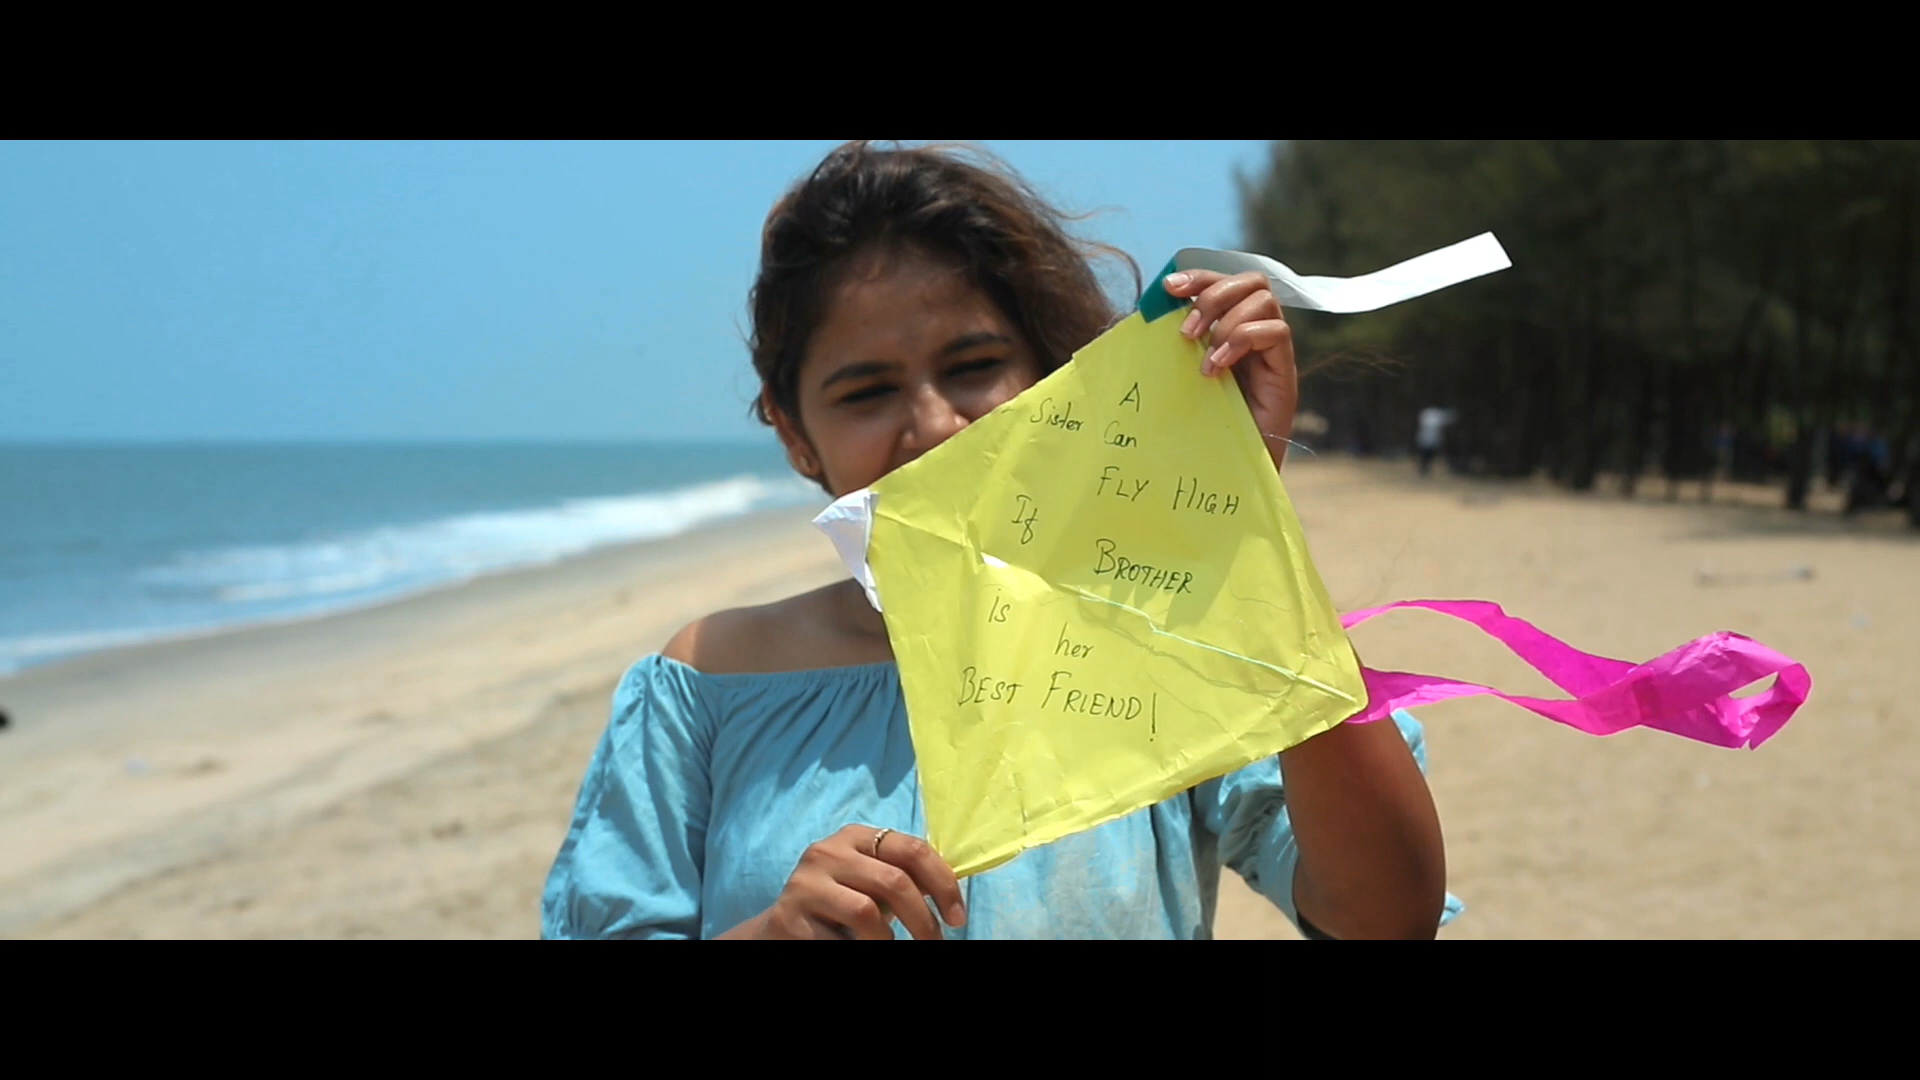 A
Sister Can
FLY HIGH
If
BROTHER
is
her
BEST FRIEND!